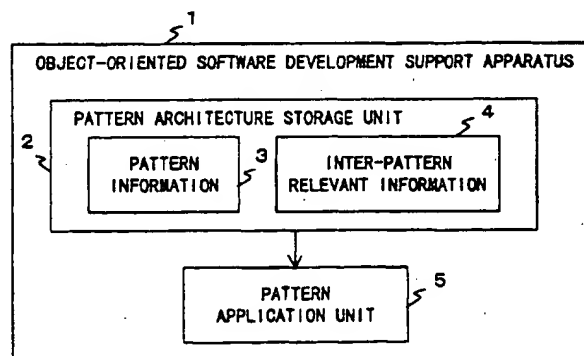 1
OBJECT-ORIENTED SOFTWARE DEVELOPMENT SUPPORT APPARATUS
PATTERN ARCHITECTURE STORAGE UNIT
4
2
PATTERN
INFORMATION
3
INTER-PATTERN
RELEVANT INFORMATION
PATTERN
APPLICATION UNIT
5